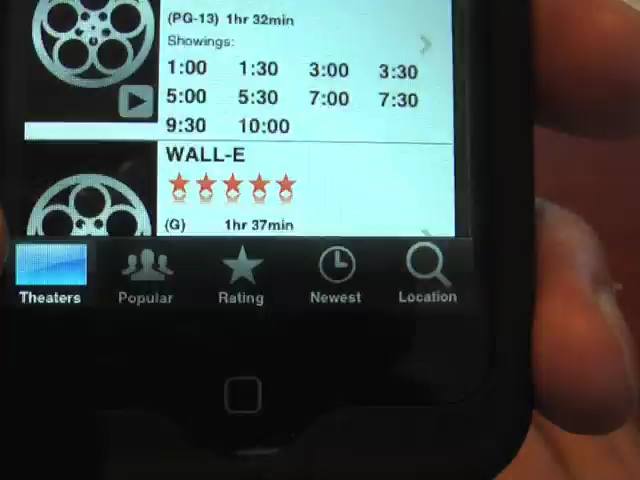 (PG-13) 1hr 32min
Showings:
1:00 1:30 3:00 3:30
5:00 5:30 7:00 7:30
9:30 10:00
WALL-E
(G) 1hr 37min
Theaters Popular Rating Newest Location